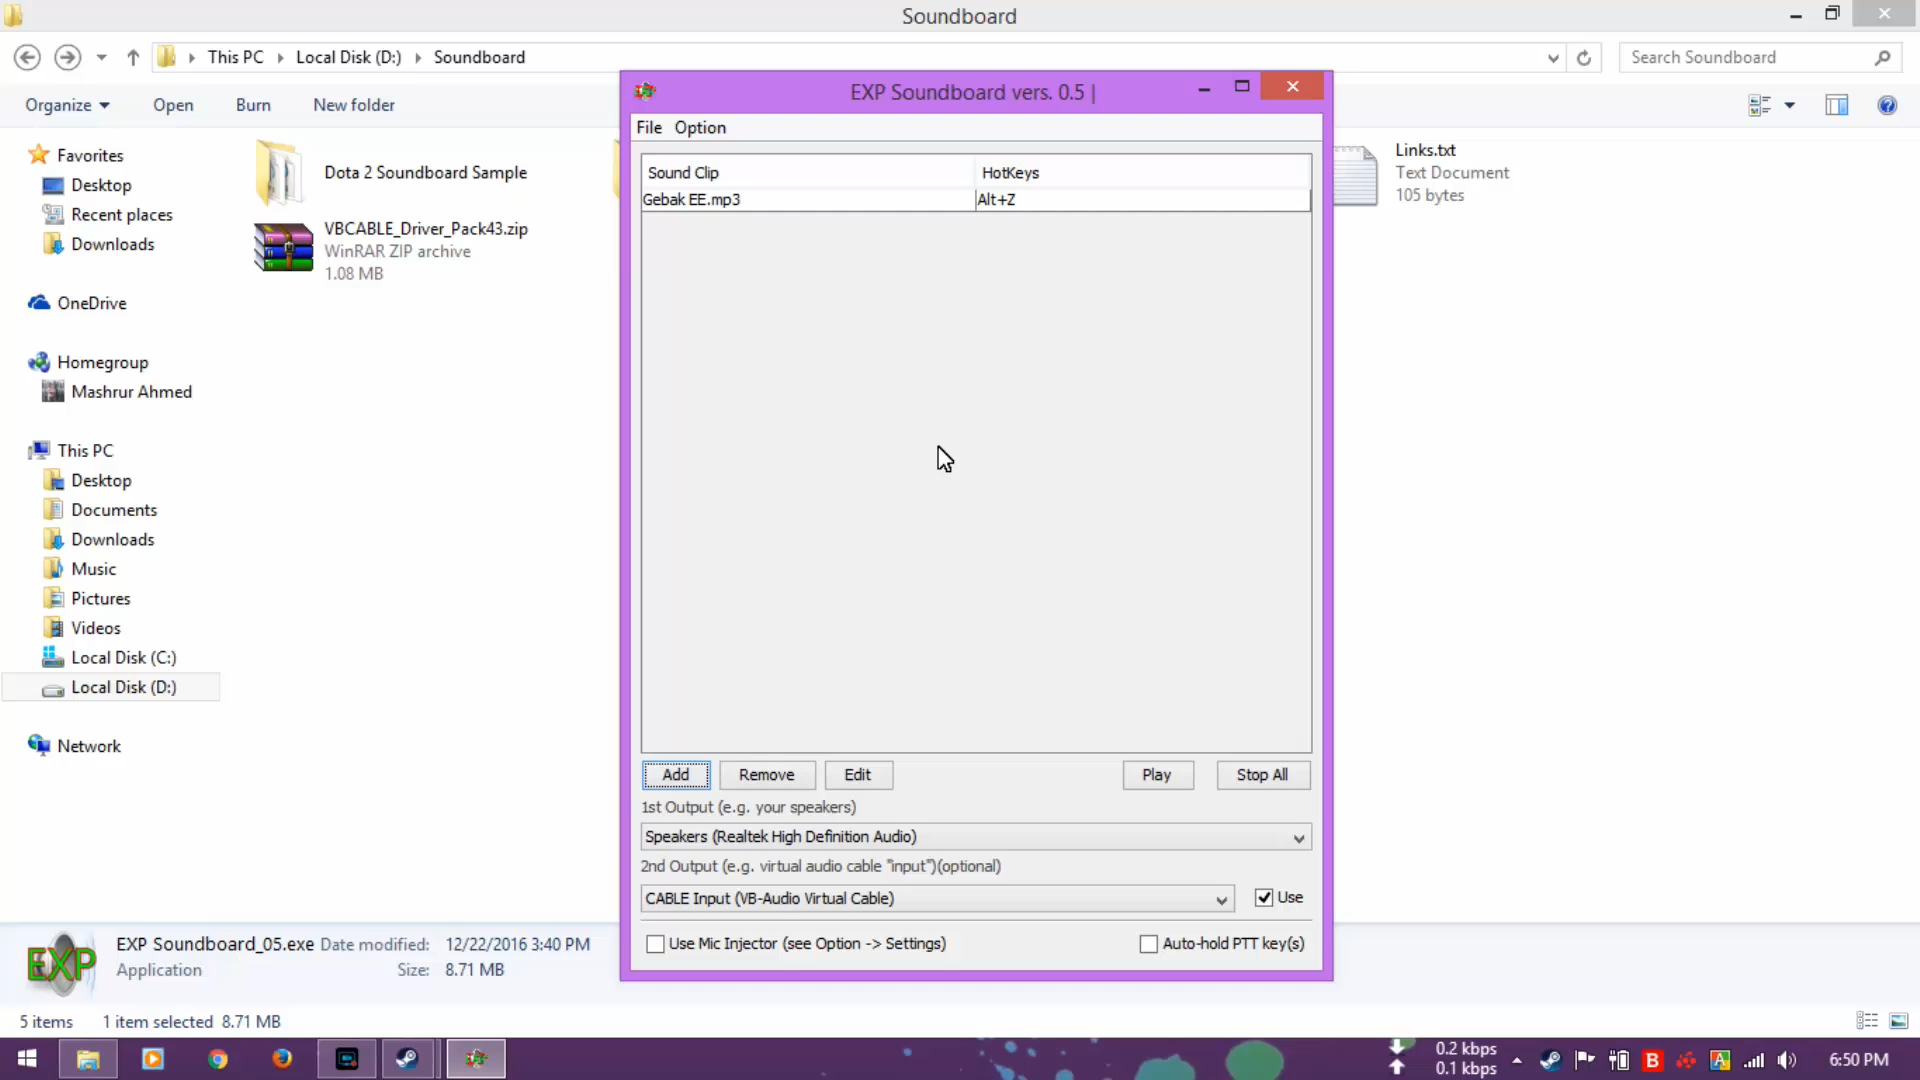 Soundboard
This PC
Local Disk (D:)
Soundboard
Search Soundboard
Organize
Open
Burn
New folder
Favorites
Desktop
Recent places
Downloads
OneDrive
Homegroup
Mashrur Ahmed
This PC
Desktop
Documents
Downloads
Music
Pictures
Videos
Local Disk (C:)
Local Disk (D:)
Network
Dota 2 Soundboard Sample
VBCABLE_Driver_Pack43.zip
WinRAR ZIP archive
1.08 MB
Links.txt
Text Document
105 bytes
EXP Soundboard vers. 0.5 |
File Option
Sound Clip HotKeys
Gebak EE.mp3 Alt+Z
Add Remove Edit Play Stop All
1st Output (e.g. your speakers)
Speakers (Realtek High Definition Audio)
2nd Output (e.g. virtual audio cable "input")(optional)
CABLE Input (VB-Audio Virtual Cable) Use
Use Mic Injector (see Option -> Settings) Auto-hold PTT key(s)
EXP
EXP Soundboard_05.exe Date modified: 12/22/2016 3:40 PM
Application Size: 8.71 MB
5 items 1 item selected 8.71 MB
0.2 kbps
0.1 kbps
B
A
6:50 PM